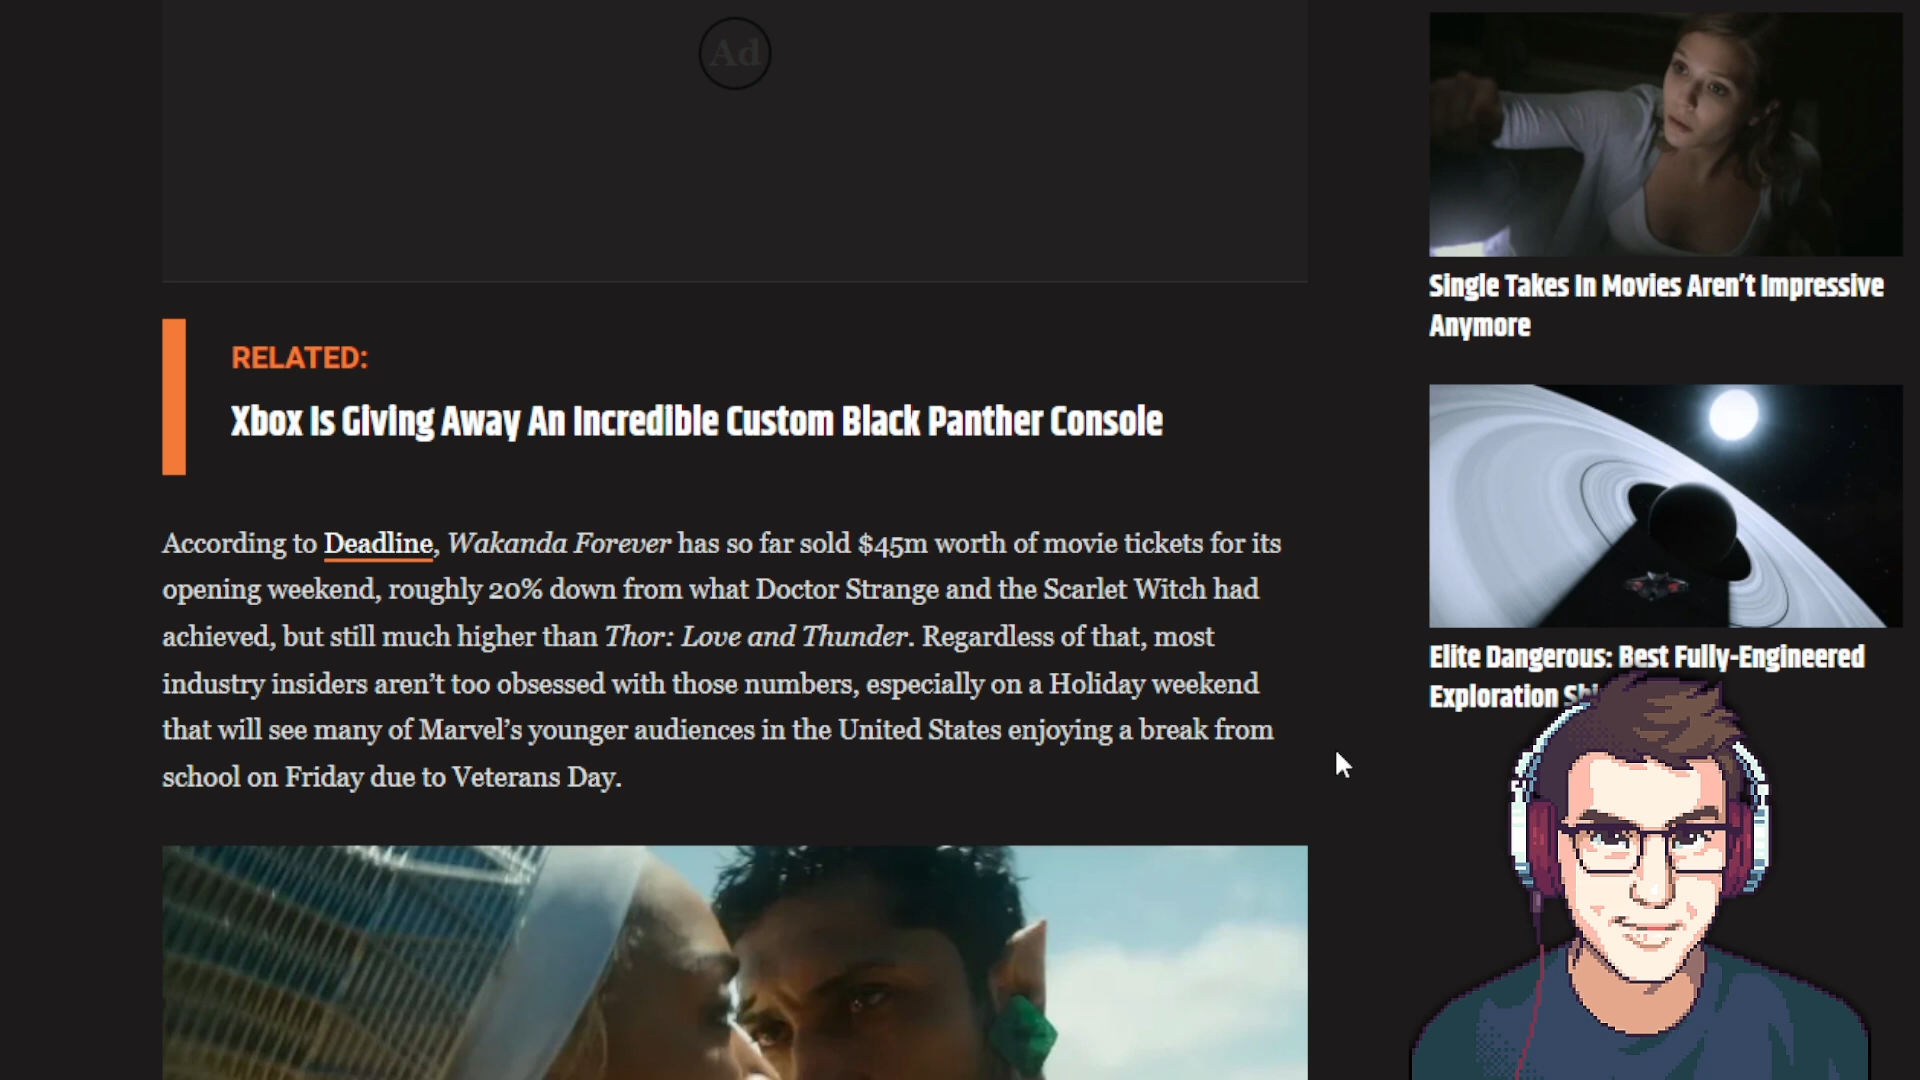 Ad
RELATED:
Xbox Is Giving Away An Incredible Custom Black Panther Console
According to Deadline, Wakanda Forever has so far sold $45m worth of movie tickets for its
opening weekend, roughly 20% down from what Doctor Strange and the Scarlet Witch had
achieved, but still much higher than Thor: Love and Thunder. Regardless of that, most
industry insiders aren’t too obsessed with those numbers, especially on a Holiday weekend
that will see many of Marvel’s younger audiences in the United States enjoying a break from
school on Friday due to Veterans Day.
Single Takes In Movies Aren’t Impressive
Anymore
Elite Dangerous: Best Fully-Engineered
Exploration